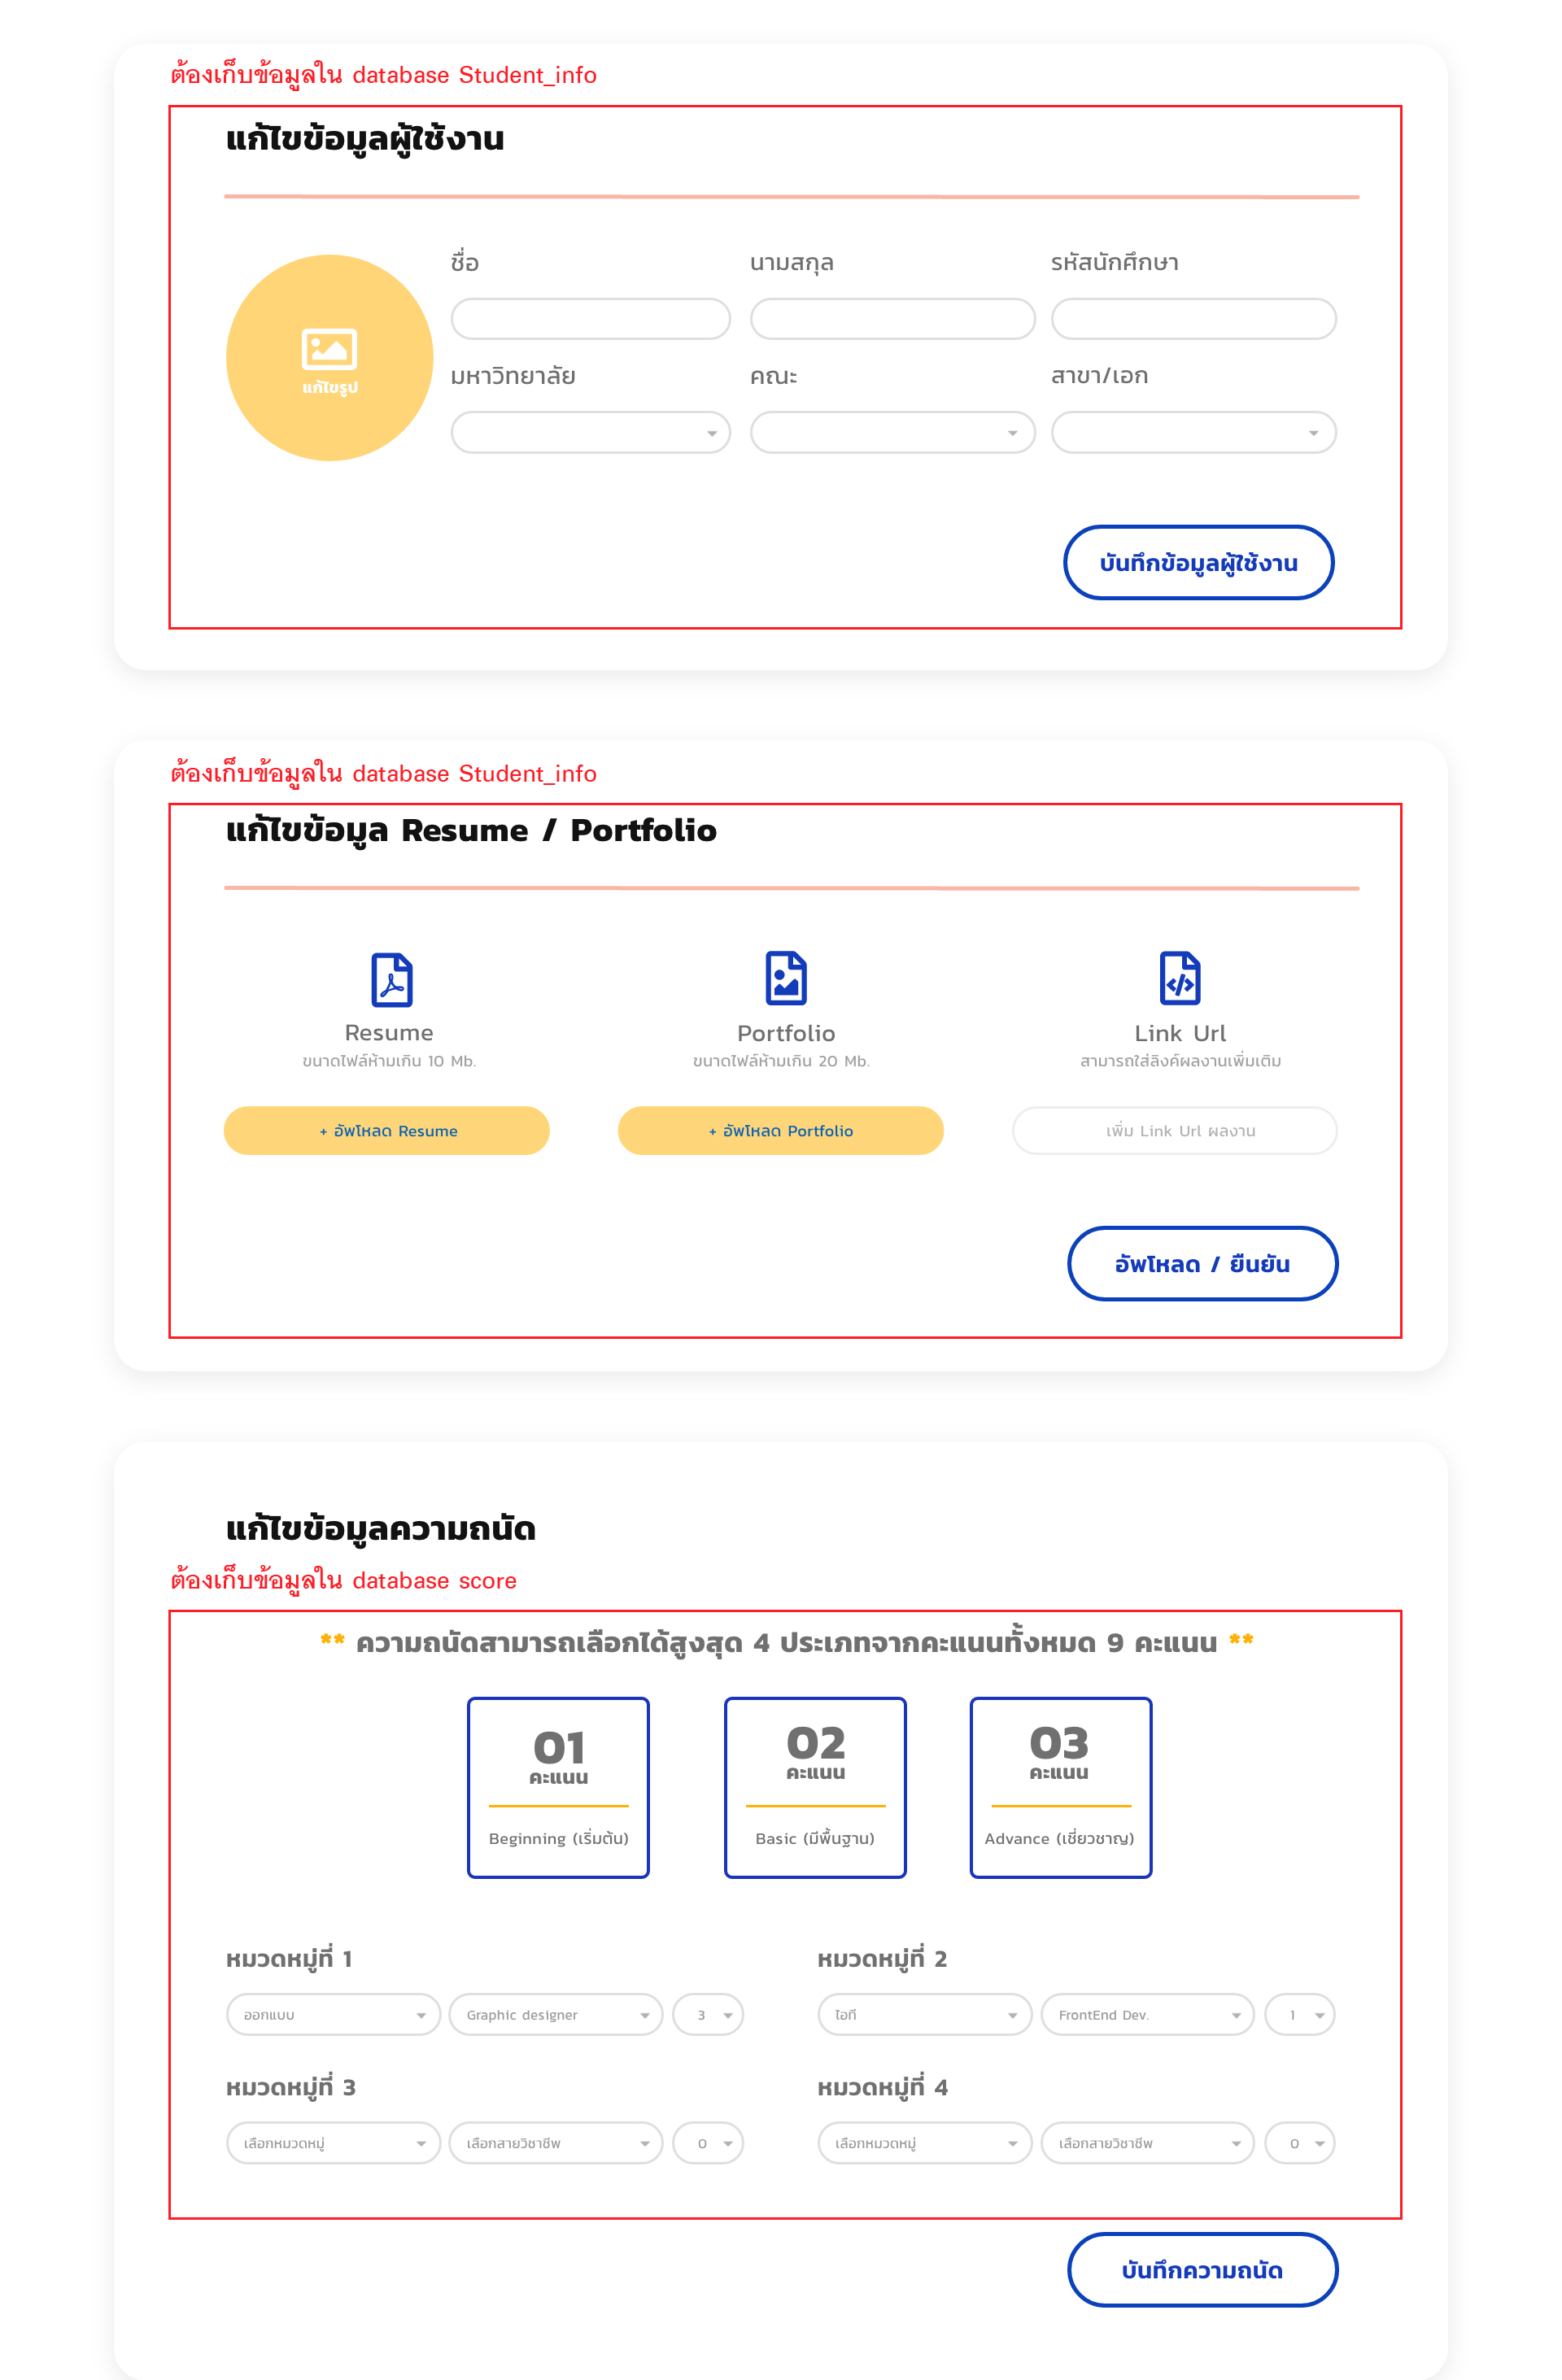 ต้องเก็บข้อมูลใน database Student_info
แก้ไขข้อมูลผู้ใช้งาน
ชื่อ นามสกุล รหัสนักศึกษา
แก้ไขรูป
มหาวิทยาลัย คณะ สาขา/เอก
บันทึกข้อมูลผู้ใช้งาน
ต้องเก็บข้อมูลใน database Student_info
แก้ไขข้อมูล Resume / Portfolio
Resume Portfolio Link Url
ขนาดไฟล์ห้ามเกิน 10 Mb. ขนาดไฟล์ห้ามเกิน 20 Mb. สามารถใส่ลิงค์ผลงานเพิ่มเติม
+ อัพโหลด Resume + อัพโหลด Portfolio เพิ่ม Link Url ผลงาน
อัพโหลด / ยืนยัน
แก้ไขข้อมูลความถนัด
ต้องเก็บข้อมูลใน database score
** ความถนัดสามารถเลือกได้สูงสุด 4 ประเภทจากคะแนนทั้งหมด 9 คะแนน **
01 02 03
คะแนน คะแนน คะแนน
Beginning (เริ่มต้น) Basic (มีพื้นฐาน) Advance (เชี่ยวชาญ)
หมวดหมู่ที่ 1 หมวดหมู่ที่ 2
ออกแบบ Graphic designer 3 ไอที FrontEnd Dev. 1
หมวดหมู่ที่ 3 หมวดหมู่ที่ 4
เลือกหมวดหมู่ เลือกสายวิชาชีพ 0 เลือกหมวดหมู่ เลือกสายวิชาชีพ 0
บันทึกความถนัด